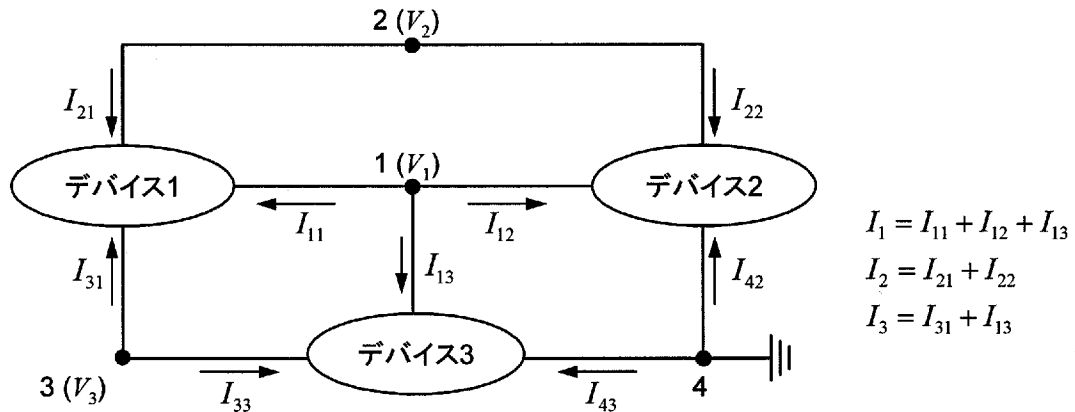 2 (V₂)
I₂₁
I₂₂
デバイス1
1 (V₁)
デバイス2
I₁₁
I₁₂
I₁ = I₁₁ + I₁₂ + I₁₃
I₃₁
I₁₃
I₄₂
I₂ = I₂₁ + I₂₂
I₃ = I₃₁ + I₁₃
デバイス3
3 (V₃)
I₃₃
I₄₃
4